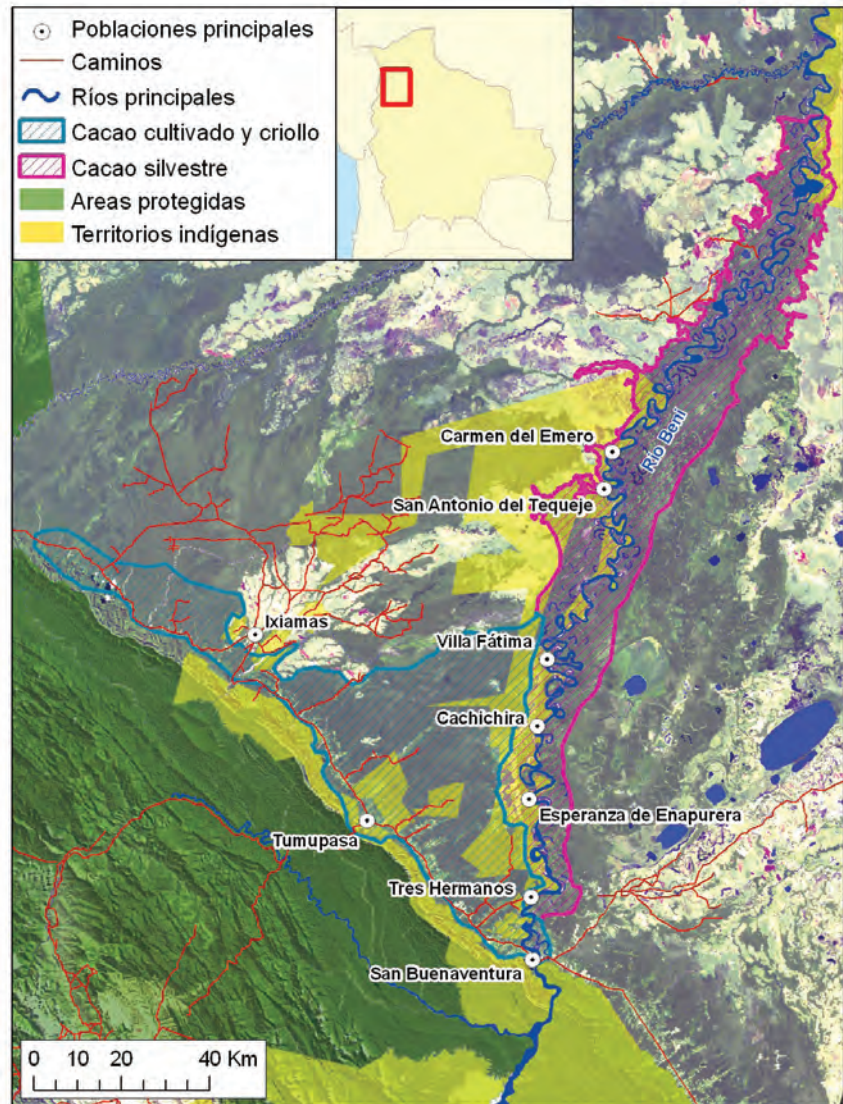 Poblaciones principales
Caminos
Ríos principales
Cacao cultivado y criollo
Cacao silvestre
Areas protegidas
Territorios indígenas
Carmen del Emero
Río Beni
San Antonio del Tequeje
Ixiamas
Villa Fátima
Cachichira
Esperanza de Enapurera
Tumupasa
Tres Hermanos
San Buenaventura
0 10 20 40 Km